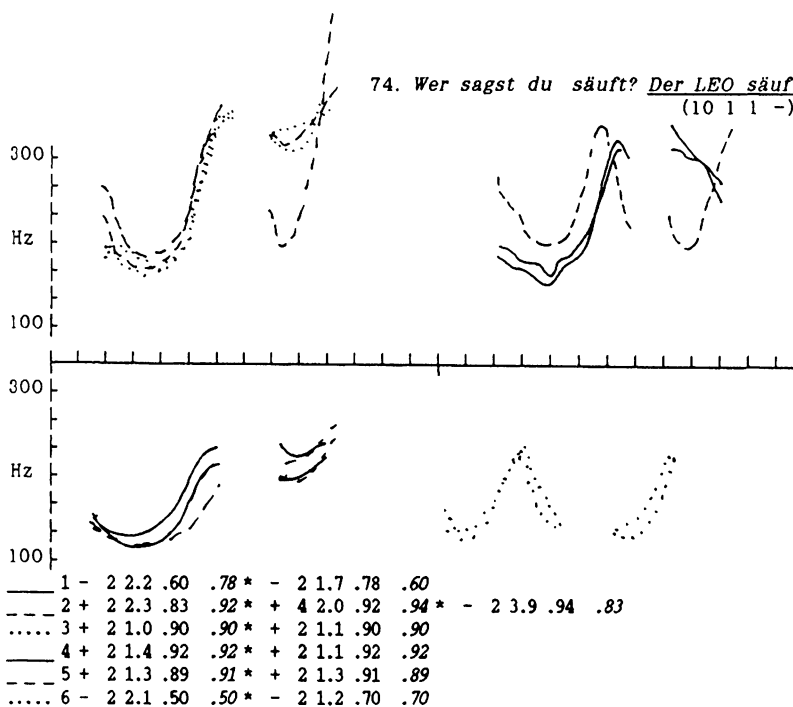 74. Wer sagst du säuft? Der LEO säuf
(10 1 1 -)
300
Hz
100
300
Hz
100
1 - 2 2.2 .60 .78 * - 2 1.7 .78 .60
2 + 2 2.3 .83 .92 * + 4 2.0 .92 .94 * - 2 3.9 .94 .83
3 + 2 1.0 .90 .90 * + 2 1.1 .90 .90
4 + 2 1.4 .92 .92 * + 2 1.1 .92 .92
5 + 2 1.3 .89 .91 * + 2 1.3 .91 .89
6 - 2 2.1 .50 .50 * - 2 1.2 .70 .70